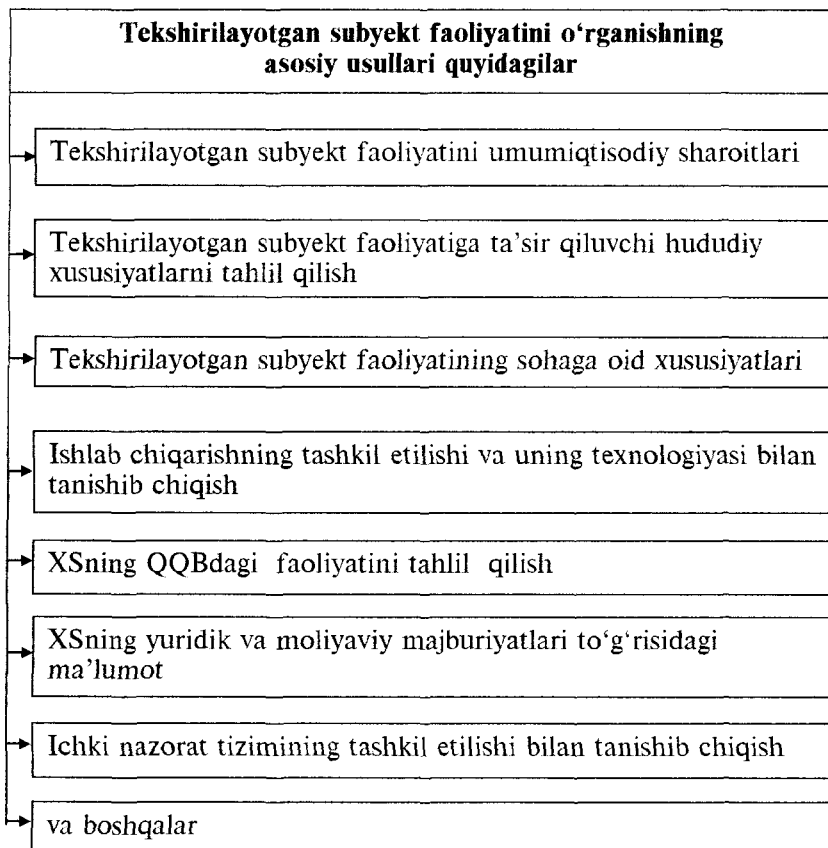 Tekshirilayotgan subyekt faoliyatini o‘rganishning
asosiy usullari quyidagilar
Tekshirilayotgan subyekt faoliyatini umumiqtisodiy sharoitlari
Tekshirilayotgan subyekt faoliyatiga ta’sir qiluvchi hududiy
xususiyatlarni tahlil qilish
Tekshirilayotgan subyekt faoliyatining sohaga oid xususiyatlari
Ishlab chiqarishning tashkil etilishi va uning texnologiyasi bilan
tanishib chiqish
XSning QQBdagi faoliyatini tahlil qilish
XSning yuridik va moliyaviy majburiyatlari to‘g‘risidagi
ma’lumot
Ichki nazorat tizimining tashkil etilishi bilan tanishib chiqish
va boshqalar